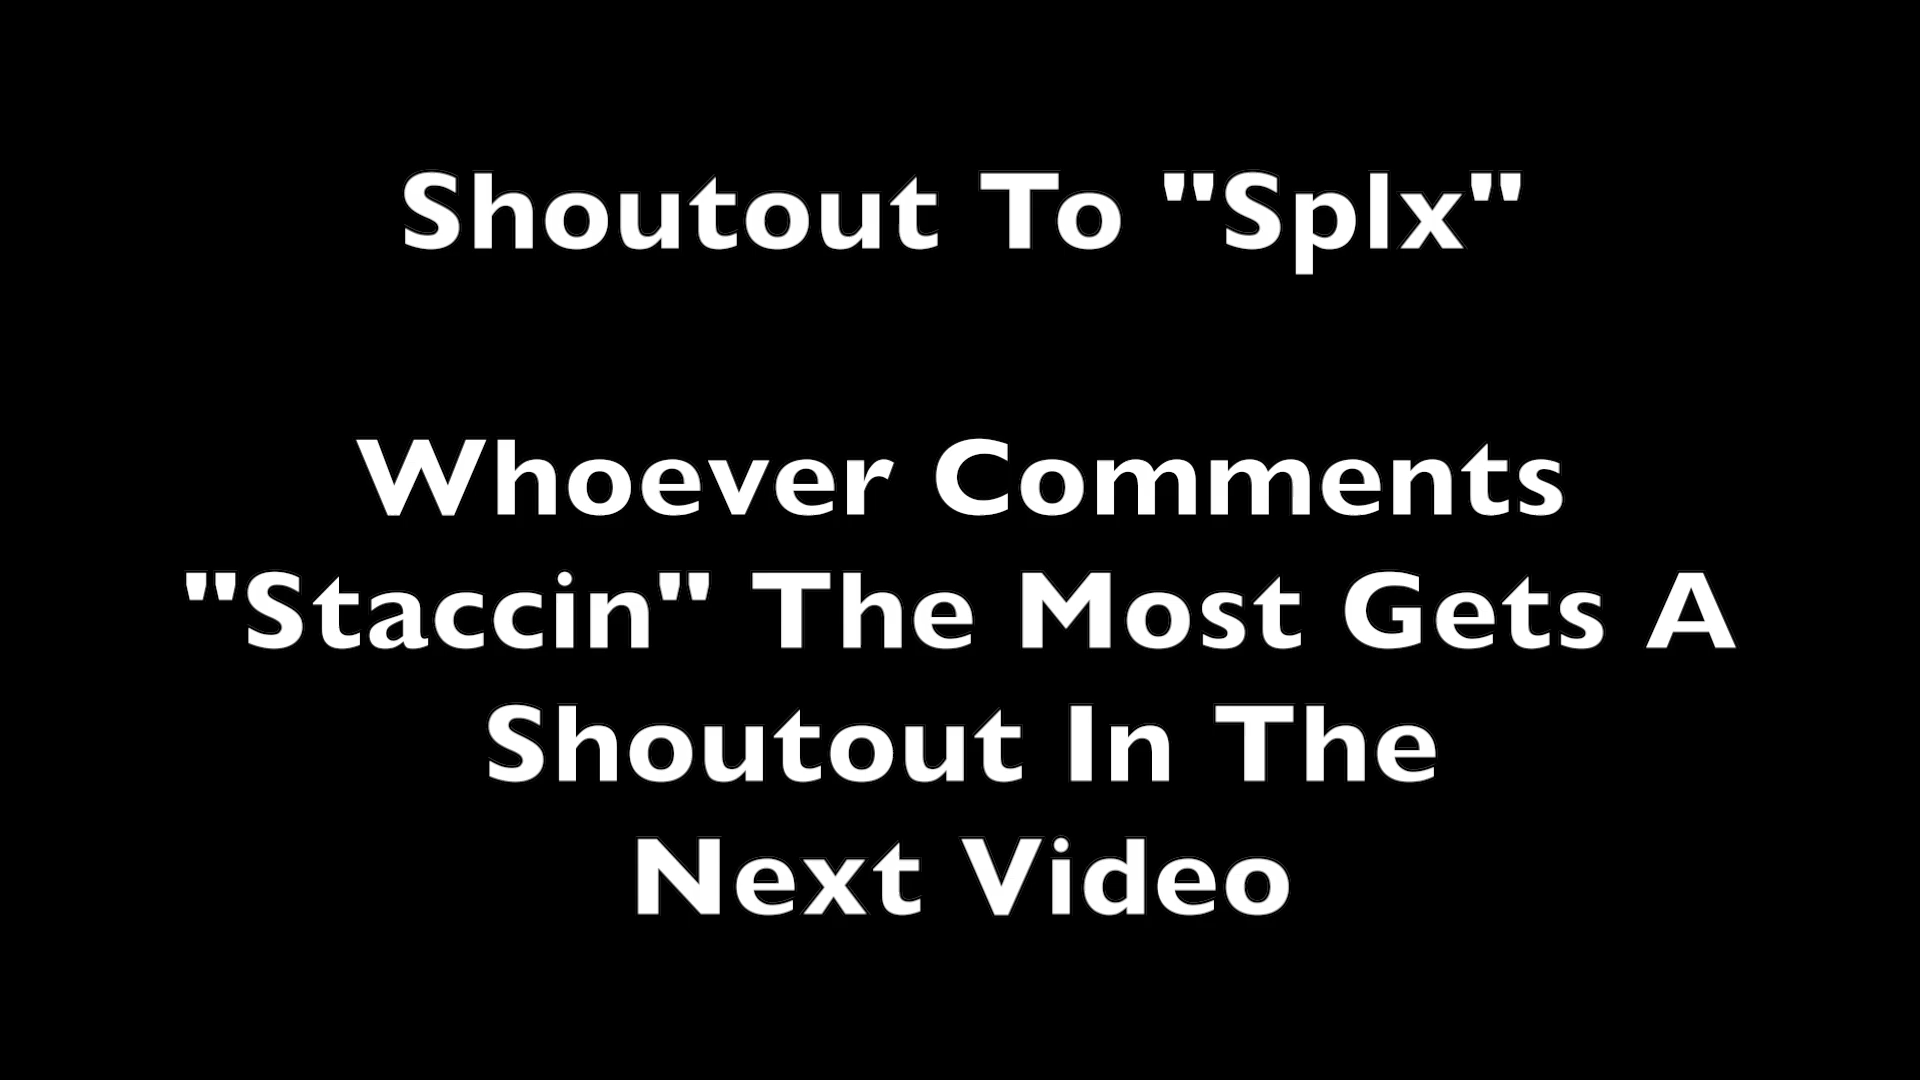 Shoutout To "Splx"
Whoever Comments
"Staccin" The Most Gets A
Shoutout In The
Next Video